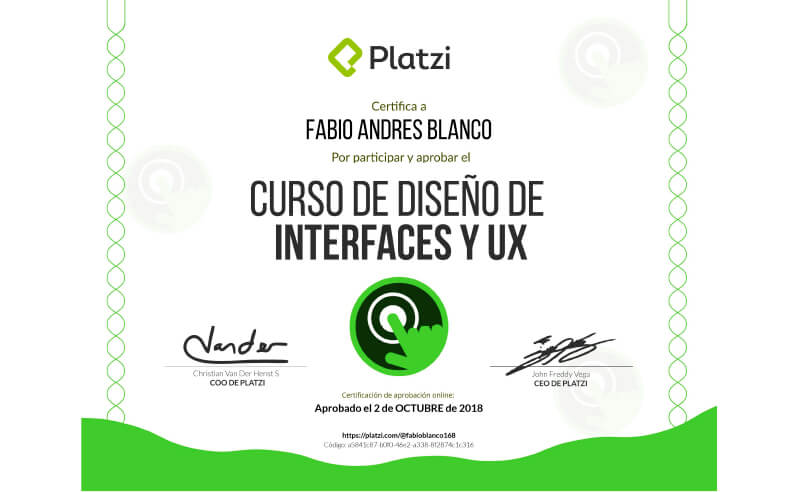 Platzi
Certifica a
FABIO ANDRES BLANCO
Por participar y aprobar el
CURSO DE DISEÑO DE
INTERFACES Y UX
Vander
Christian Van Der Henst S
COO DE PLATZI
John Freddy Vega
CEO DE PLATZI
Certificación de aprobación online:
Aprobado el 2 de OCTUBRE de 2018
https://platzi.com/@fabioblanco168
Código: